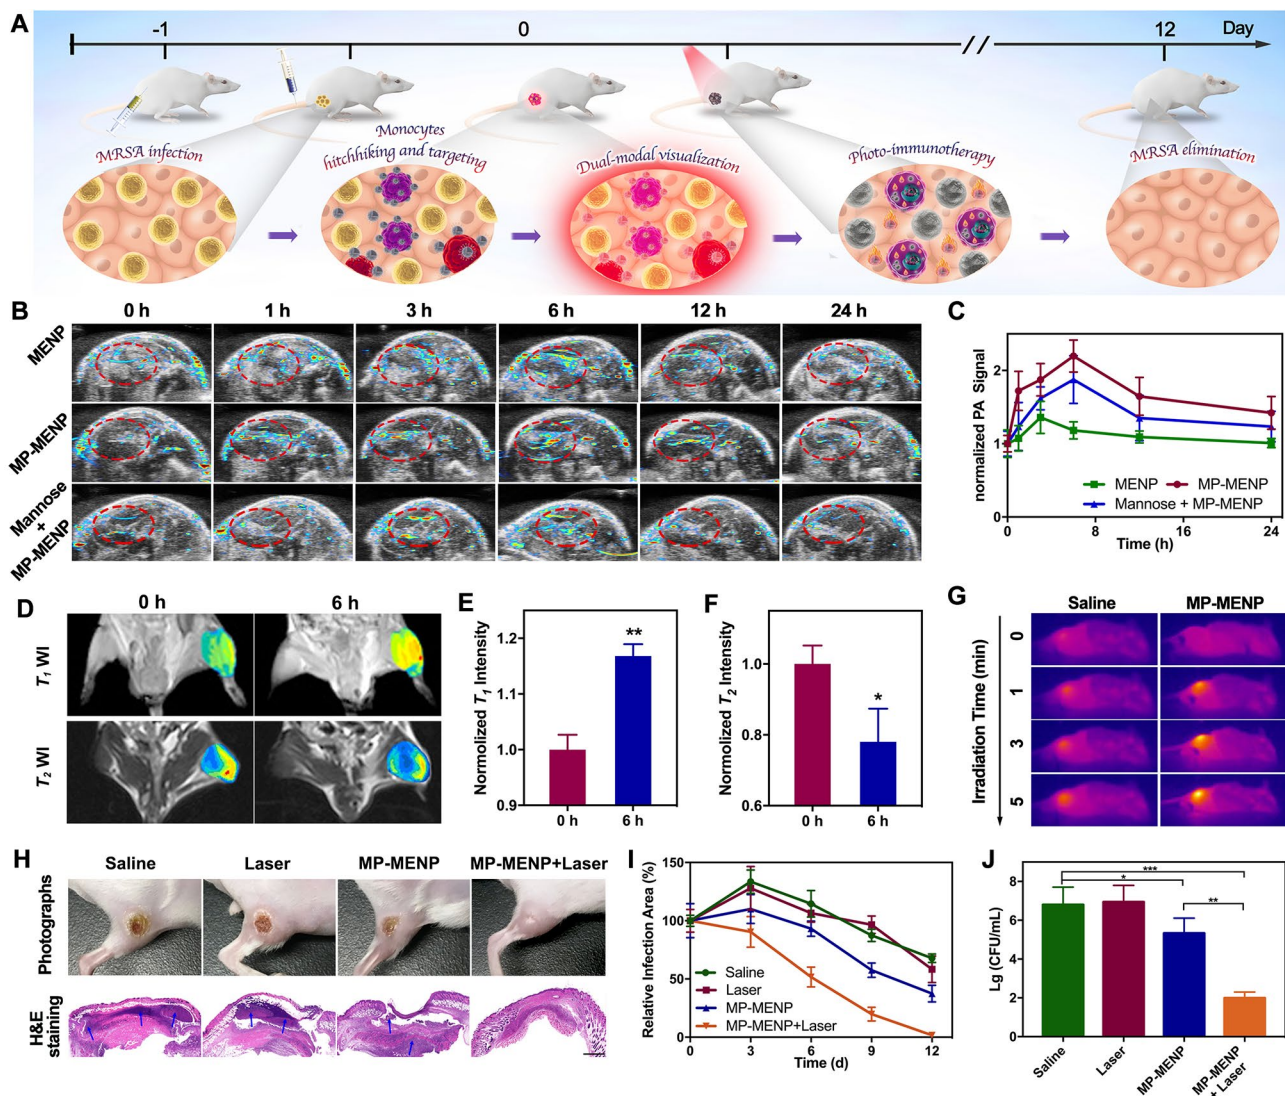 A
-1
0
12
Day
MRSA infection
Monocytes
hitchhiking and targeting
Dual-modal visualization
Photo-immunotherapy
MRSA elimination
B
0 h
1 h
3 h
6 h
12 h
24 h
MENP
MP-MENP
Mannose
+
MP-MENP
C
normalized PA Signal
2
1
0
0
8
16
24
Time (h)
MENP
MP-MENP
Mannose + MP-MENP
D
0 h
6 h
T1 WI
T2 WI
E
Normolized T1 Intensity
1.2
1.1
1.0
0.9
**
0 h
6 h
F
Normalized T2 Intensity
1.0
0.8
0.6
*
0 h
6 h
G
Saline
MP-MENP
Irradiation Time (min)
0
1
3
5
H
Saline
Laser
MP-MENP
MP-MENP+Laser
Photographs
H&E
staining
I
Relative Infection Area (%)
150
100
50
0
Saline
Laser
MP-MENP
MP-MENP+Laser
0
3
6
9
12
Time (d)
J
Lg (CFU/mL)
8
6
4
2
0
***
*
**
Saline
Laser
MP-MENP
MP-MENP
+ Laser